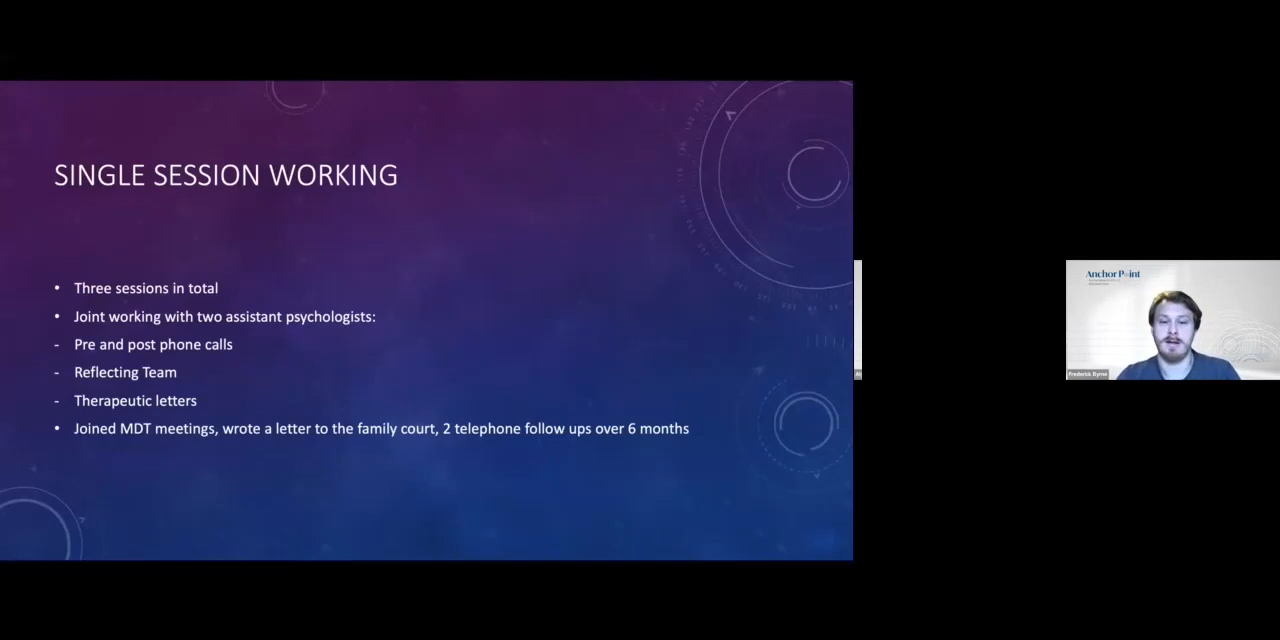 SINGLE SESSION WORKING
• Three sessions in total
• Joint working with two assistant psychologists:
- Pre and post phone calls
- Reflecting Team
- Therapeutic letters
• Joined MDT meetings, wrote a letter to the family court, 2 telephone follow ups over 6 months
Anchor Point
Frederick Byrne